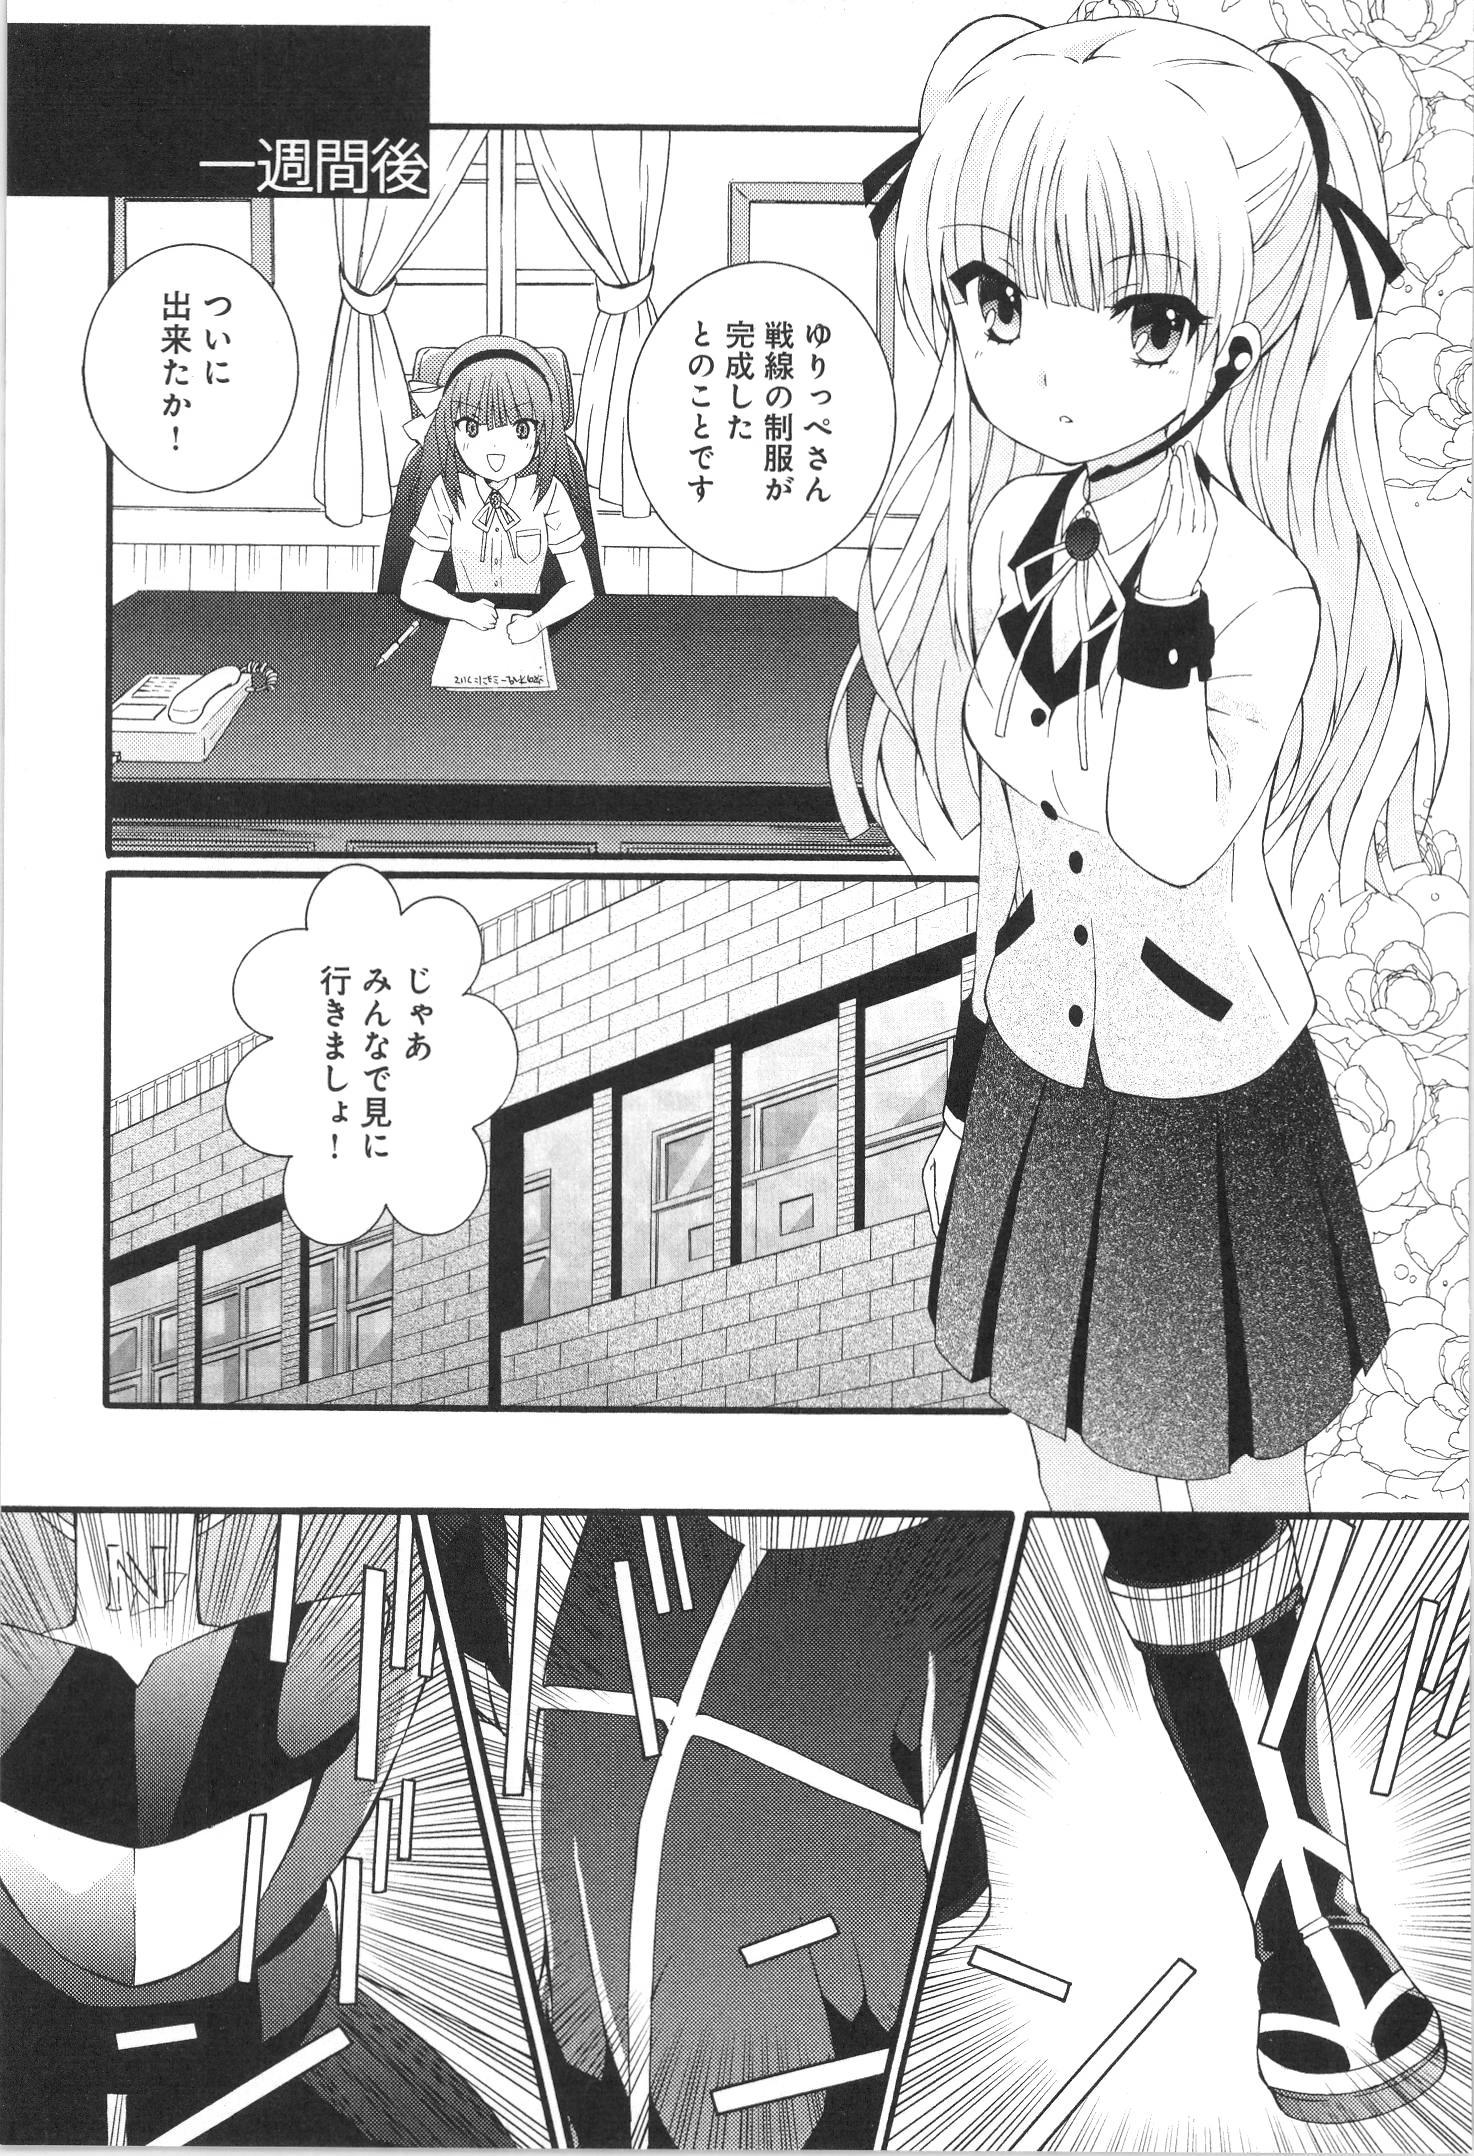 一週間後
ゆりっぺさん
戦線の制服が
完成した
とのことです
ついに
出来たか！
じゃあ
みんなで見に
行きましょ！
N